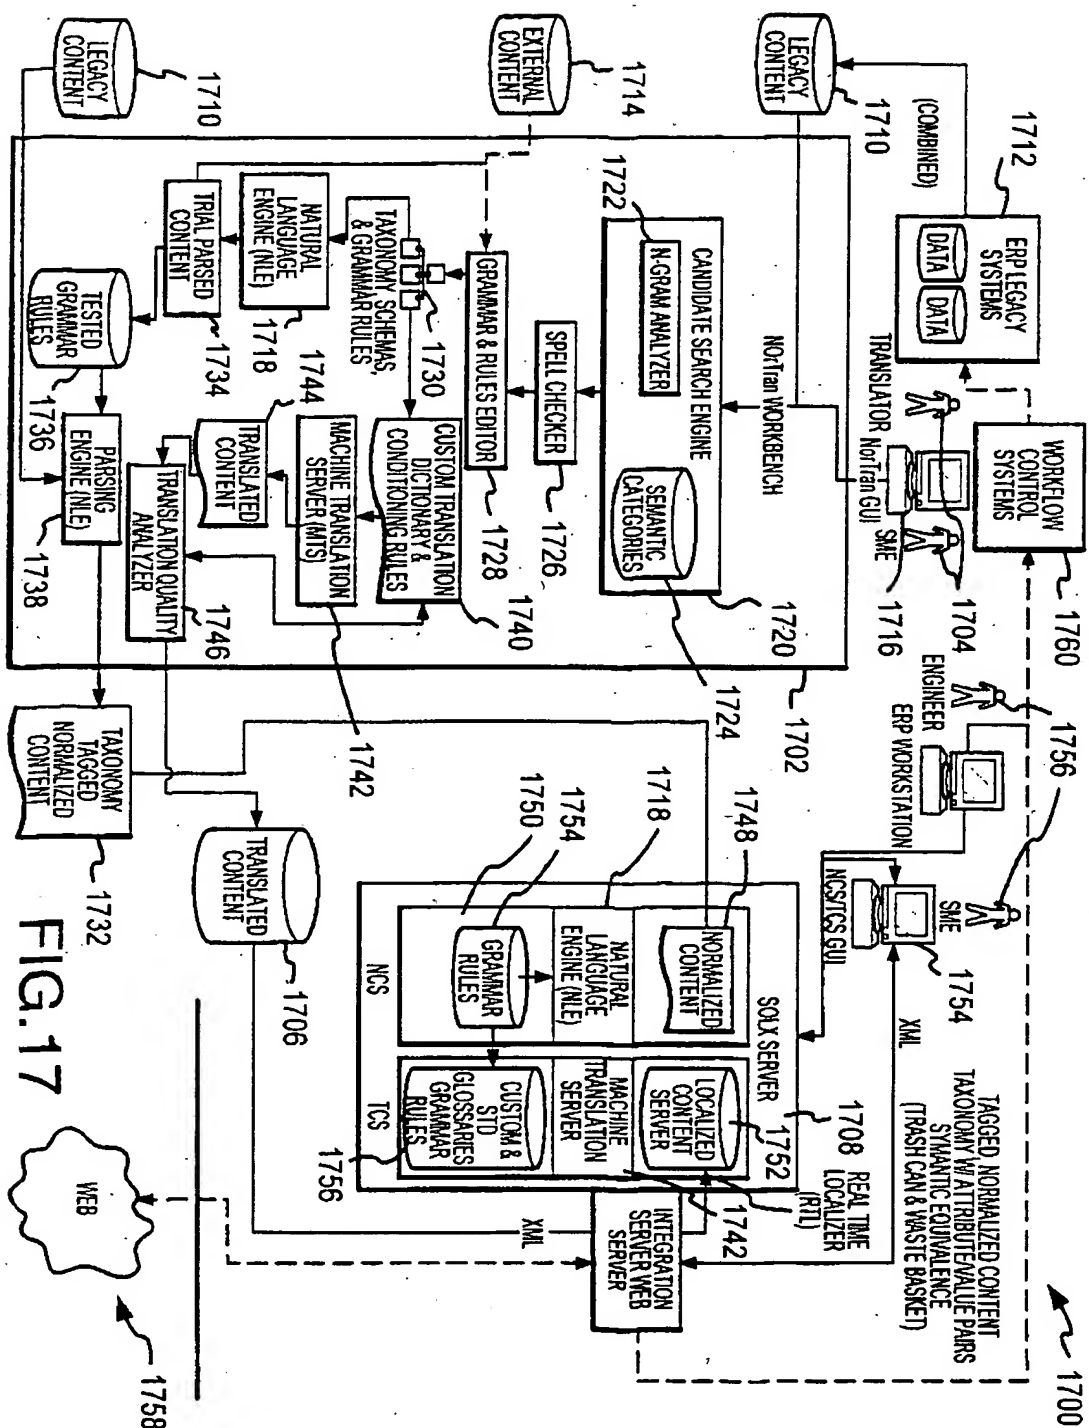 1700
1712
ERP LEGACY
SYSTEMS
DATA
DATA
(COMBINED)
1710
LEGACY
CONTENT
1714
EXTERNAL
CONTENT
1710
LEGACY
CONTENT
WORKFLOW
CONTROL
SYSTEMS
1760
TRANSLATOR
NorTran GUI
SME
1704
1716
ENGINEER
1756
ERP WORKSTATION
SME
NCS/TCS GUI
1754
XML
TAGGED NORMALIZED CONTENT
TAXONOMY W/ATTRIBUTE/VALUE PAIRS
SYMANTIC EQUIVALENCE
(TRASH CAN & WASTE BASKET)
NOrTran WORKBENCH
1702
1720
CANDIDATE SEARCH ENGINE
1722
N-GRAM ANALYZER
SEMANTIC
CATEGORIES
1724
SPELL CHECKER
1726
GRAMMAR & RULES EDITOR
1728
1730
TAXONOMY, SCHEMAS,
& GRAMMAR RULES
NATURAL
LANGUAGE
ENGINE (NLE)
1718
TRIAL PARSED
CONTENT
1734
TESTED
GRAMMAR
RULES
1736
PARSING
ENGINE (NLE)
1738
CUSTOM TRANSLATION
DICTIONARY &
CONDITIONING RULES
1740
MACHINE TRANSLATION
SERVER (MTS)
1742
TRANSLATED
CONTENT
1744
TRANSLATION QUALITY
ANALYZER
1746
TAXONOMY
TAGGED
NORMALIZED
CONTENT
1732
TRANSLATED
CONTENT
1706
SOLX SERVER
1708
1748
NORMALIZED
CONTENT
1718
NATURAL
LANGUAGE
ENGINE (NLE)
1754
GRAMMAR
RULES
1750
NCS
LOCALIZED
CONTENT
SERVER
1752
MACHINE
TRANSLATION
SERVER
1742
CUSTOM &
STD
GLOSSARIES
GRAMMAR
RULES
1756
TCS
REAL TIME
LOCALIZER
(RTL)
INTEGRATION
SERVER WEB
SERVER
XML
WEB
1758
FIG.17